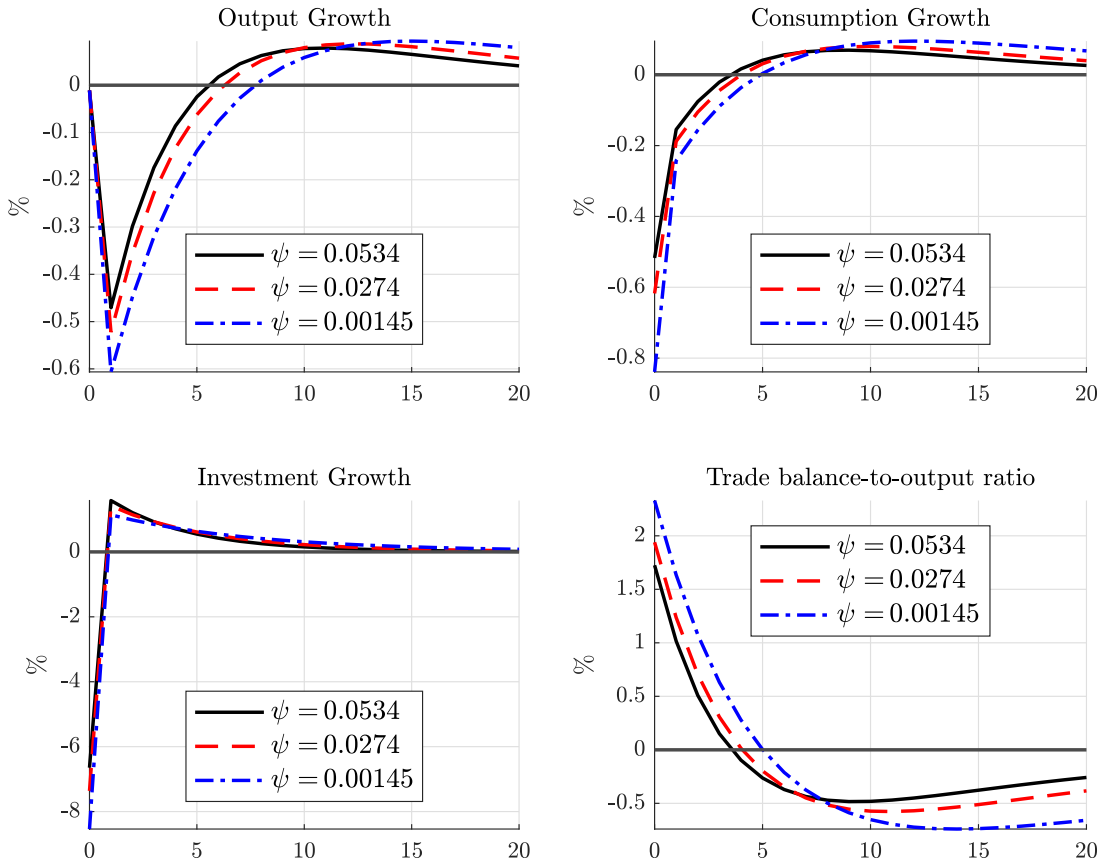 Output Growth
%
0
-0.1
-0.2
-0.3
-0.4
-0.5
-0.6
ψ = 0.0534
ψ = 0.0274
ψ = 0.00145
0 5 10 15 20
Consumption Growth
%
0
-0.2
-0.4
-0.6
-0.8
ψ = 0.0534
ψ = 0.0274
ψ = 0.00145
0 5 10 15 20
Investment Growth
%
0
-2
-4
-6
-8
ψ = 0.0534
ψ = 0.0274
ψ = 0.00145
0 5 10 15 20
Trade balance-to-output ratio
%
2
1.5
1
0.5
0
-0.5
ψ = 0.0534
ψ = 0.0274
ψ = 0.00145
0 5 10 15 20